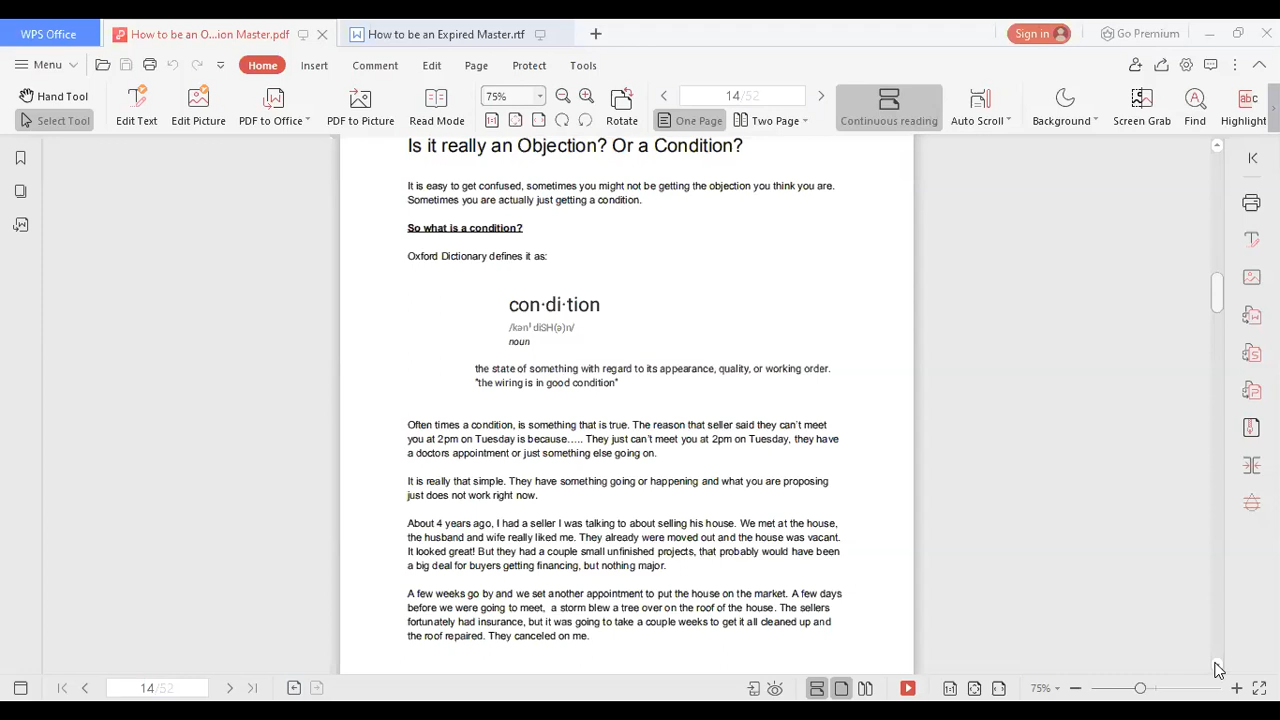 WPS Office
How to be an O...ion Master.pdf
How to be an Expired Master.rtf
Sign in
Go Premium
Menu
Home
Insert
Comment
Edit
Page
Protect
Tools
Hand Tool
Select Tool
Edit Text
Edit Picture
PDF to Office
PDF to Picture
Read Mode
75%
Rotate
14/52
One Page
Two Page
Continuous reading
Auto Scroll
Background
Screen Grab
Find
Highlight
Is it really an Objection? Or a Condition?
It is easy to get confused, sometimes you might not be getting the objection you think you are.
Sometimes you are actually just getting a condition.
So what is a condition?
Oxford Dictionary defines it as:
con·di·tion
/kənˈdiSH(ə)n/
noun
the state of something with regard to its appearance, quality, or working order.
"the wiring is in good condition"
Often times a condition, is something that is true. The reason that seller said they can't meet
you at 2pm on Tuesday is because….. They just can't meet you at 2pm on Tuesday, they have
a doctors appointment or just something else going on.
It is really that simple. They have something going or happening and what you are proposing
just does not work right now.
About 4 years ago, I had a seller I was talking to about selling his house. We met at the house,
the husband and wife really liked me. They already were moved out and the house was vacant.
It looked great! But they had a couple small unfinished projects, that probably would have been
a big deal for buyers getting financing, but nothing major.
A few weeks go by and we set another appointment to put the house on the market. A few days
before we were going to meet, a storm blew a tree over on the roof of the house. The sellers
fortunately had insurance, but it was going to take a couple weeks to get it all cleaned up and
the roof repaired. They canceled on me.
14/52
75%